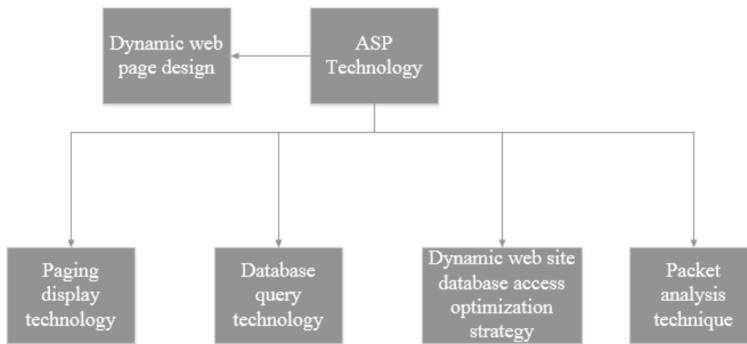 Dynamic web
page design
ASP
Technology
Paging
display
technology
Database
query
technology
Dynamic web site
database access
optimization
strategy
Packet
analysis
technique